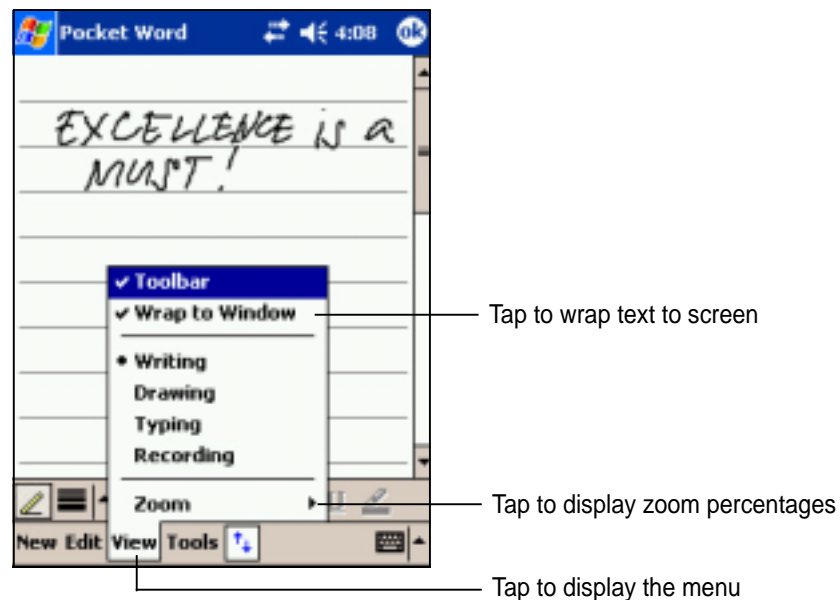 Pocket Word 4:08 ok
EXCELLENCE is a
MUST!
Toolbar
Wrap to Window
Tap to wrap text to screen
Writing
Drawing
Typing
Recording
Zoom
U
Tap to display zoom percentages
New Edit View Tools
Tap to display the menu